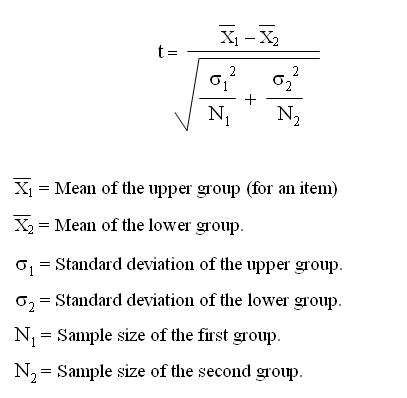 t = (X̅₁ − X̅₂) / √(σ₁²/N₁ + σ₂²/N₂)
X̅₁ = Mean of the upper group (for an item)
X̅₂ = Mean of the lower group.
σ₁ = Standard deviation of the upper group.
σ₂ = Standard deviation of the lower group.
N₁ = Sample size of the first group.
N₂ = Sample size of the second group.